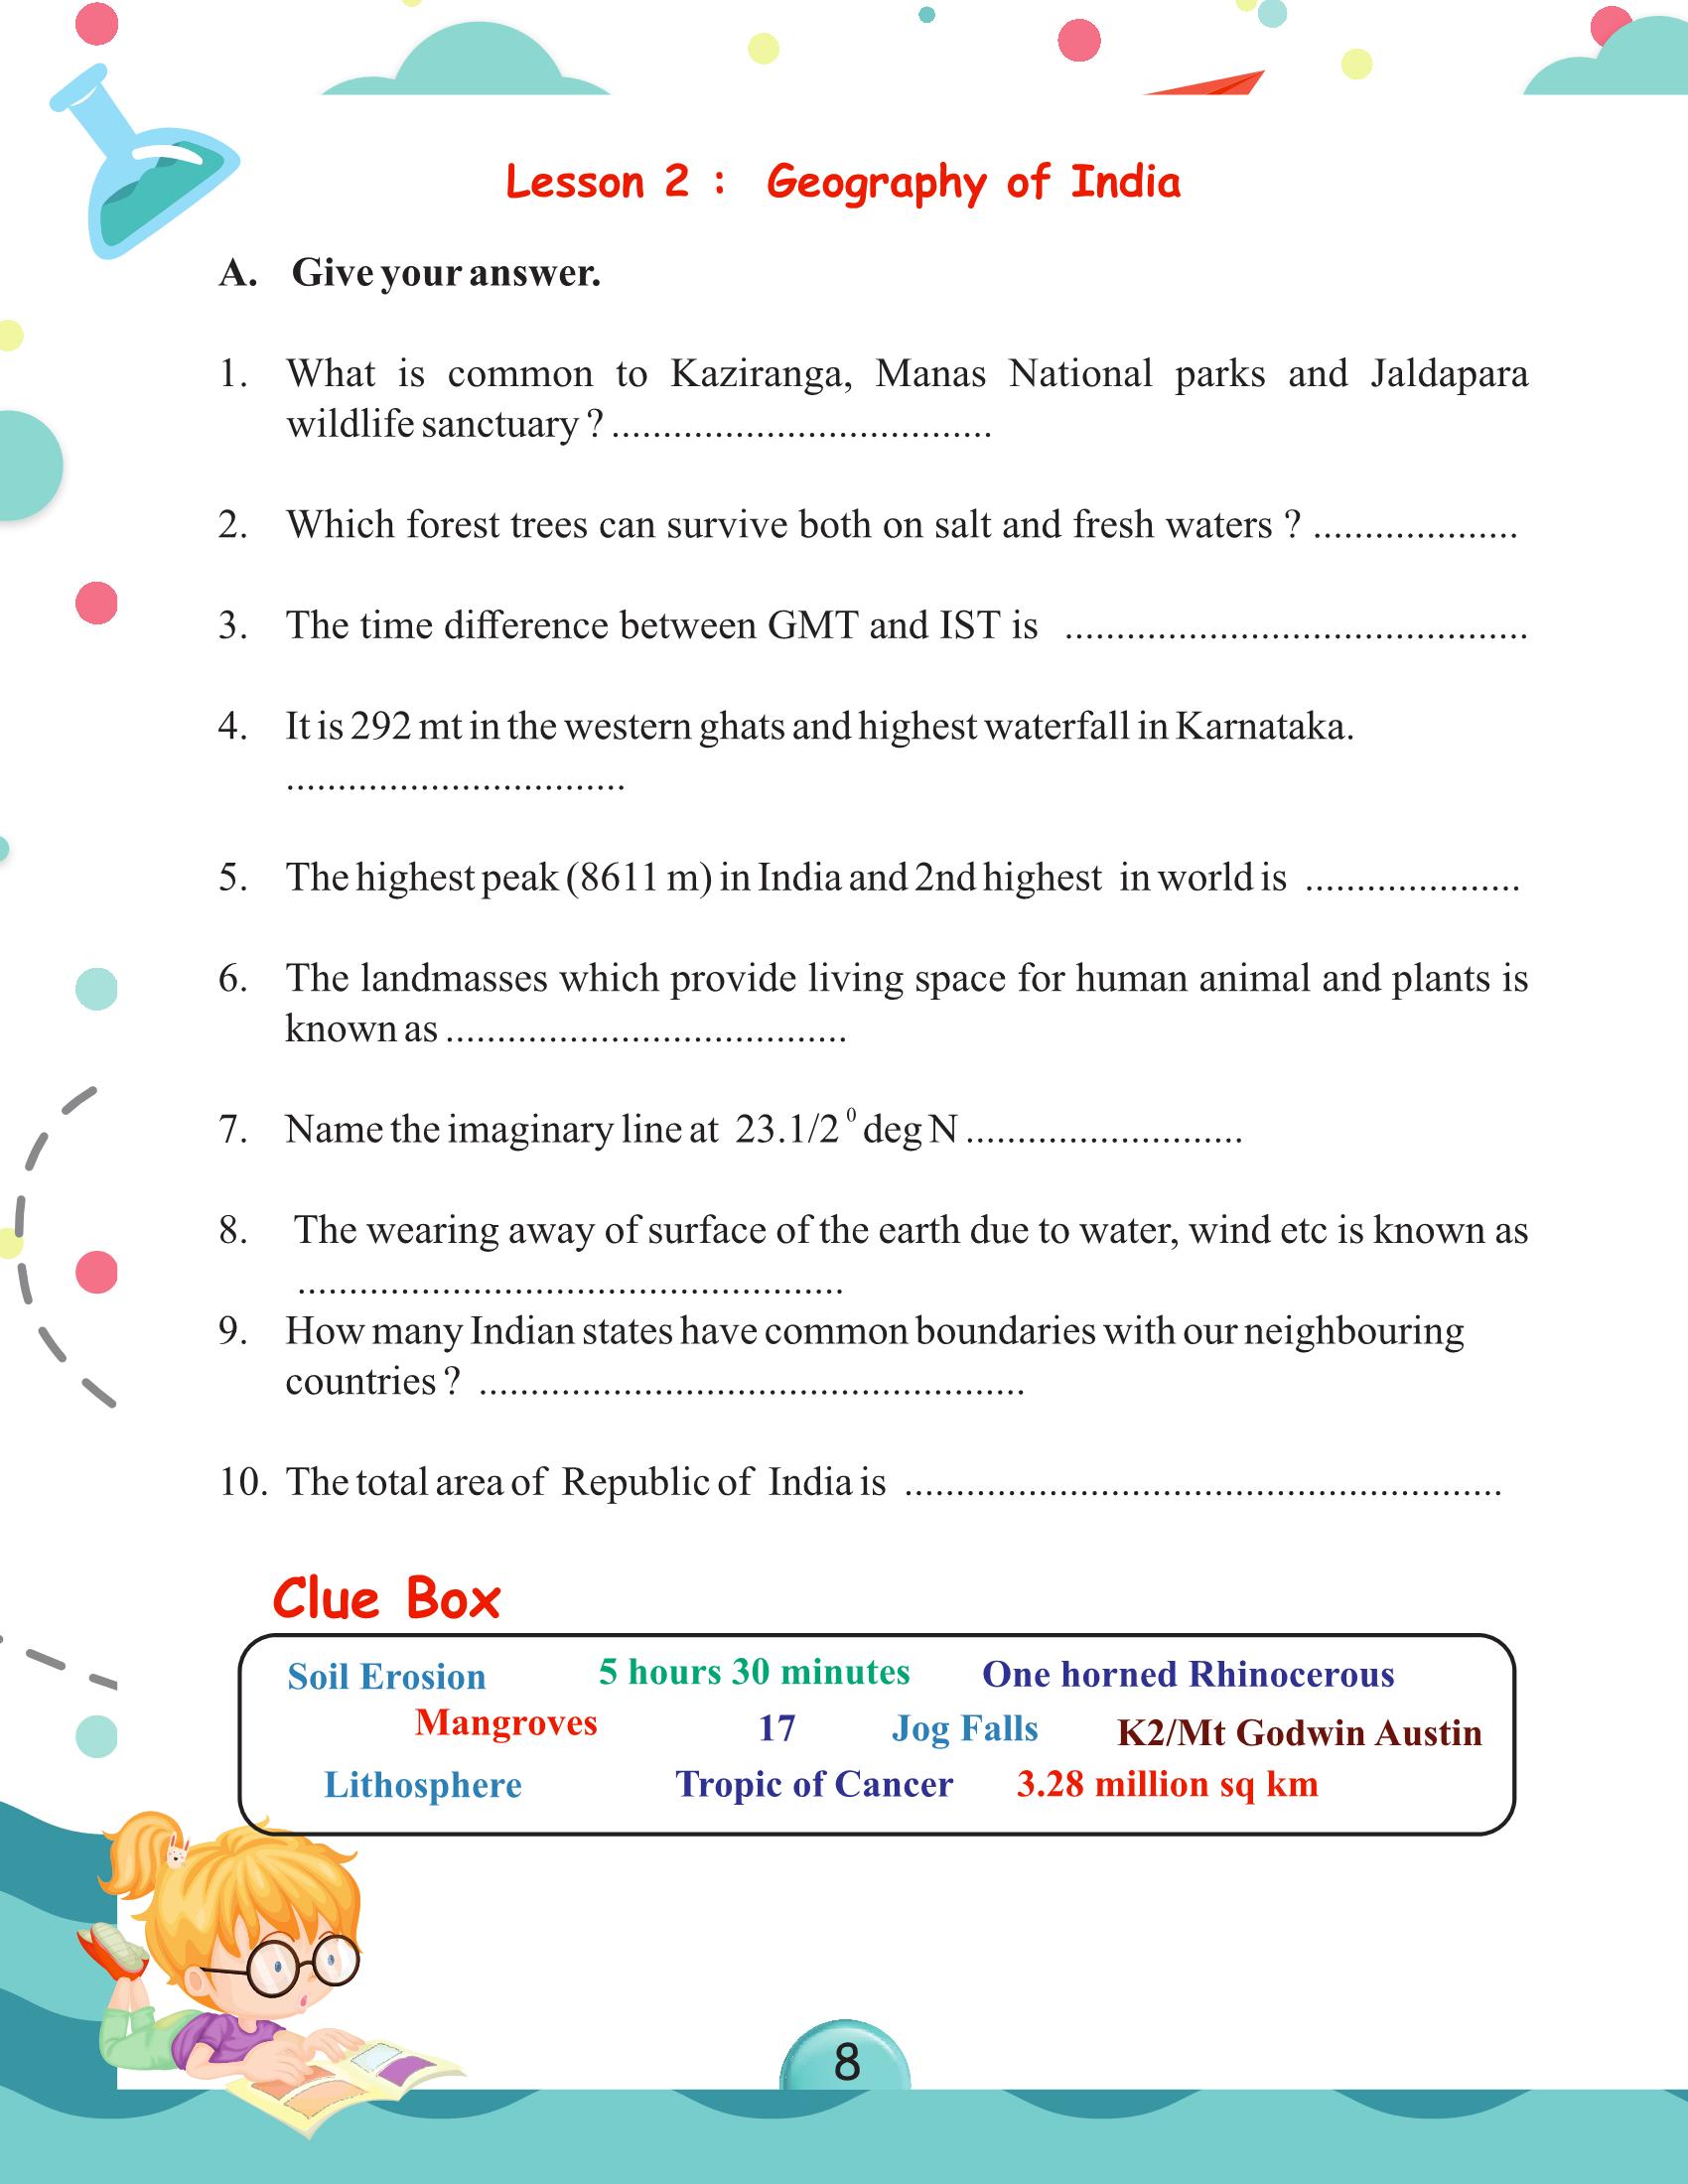 Lesson 2 : Geography of India
A. Give your answer.
1. What is common to Kaziranga, Manas National parks and Jaldapara
wildlife sanctuary ? .....................................
2. Which forest trees can survive both on salt and fresh waters ? ....................
3. The time difference between GMT and IST is .............................................
4. It is 292 mt in the western ghats and highest waterfall in Karnataka.
.................................
5. The highest peak (8611 m) in India and 2nd highest in world is .....................
6. The landmasses which provide living space for human animal and plants is
known as .......................................
7. Name the imaginary line at 23.1/2⁰ deg N ...........................
8. The wearing away of surface of the earth due to water, wind etc is known as
.....................................................
9. How many Indian states have common boundaries with our neighbouring
countries ? .....................................................
10. The total area of Republic of India is ..........................................................
Clue Box
Soil Erosion 5 hours 30 minutes One horned Rhinocerous
Mangroves 17 Jog Falls K2/Mt Godwin Austin
Lithosphere Tropic of Cancer 3.28 million sq km
8